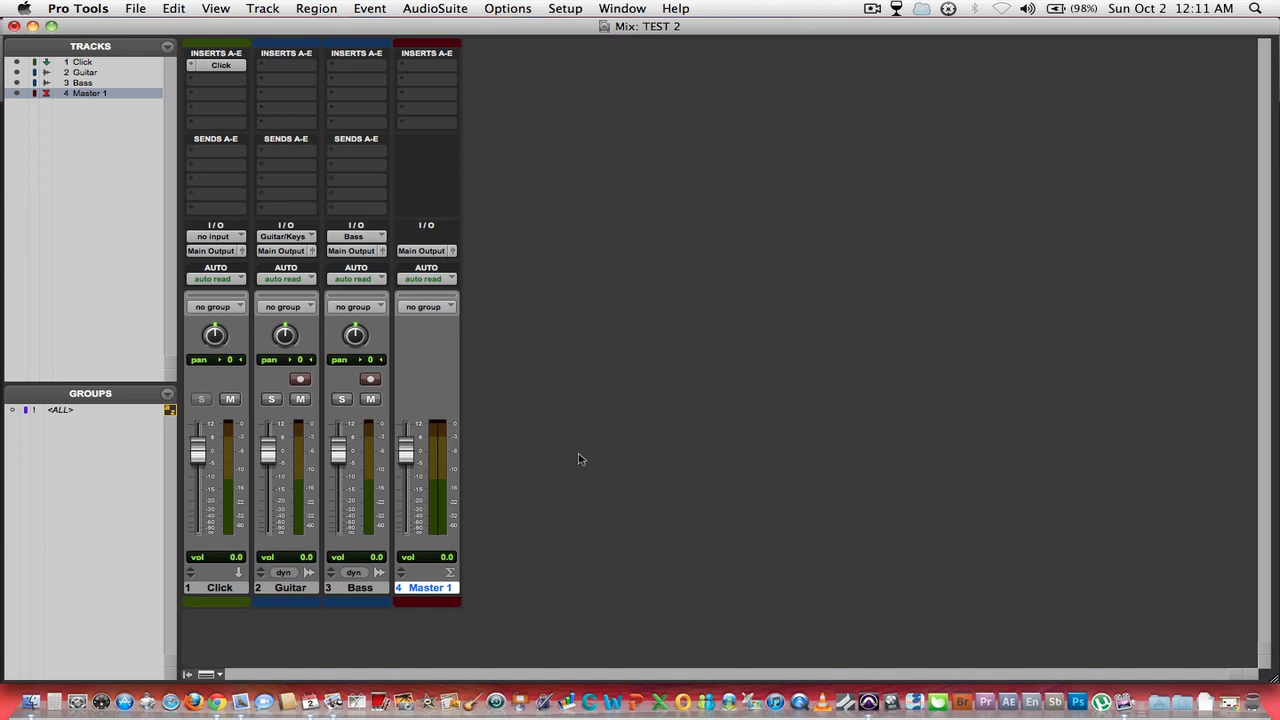 Pro Tools File Edit View Track Region Event AudioSuite Options Setup Window Help (98%) Sun Oct 2 12:11 AM
Mix: TEST 2
TRACKS
1 Click
2 Guitar
3 Bass
4 Master 1
GROUPS
! <ALL>
INSERTS A-E INSERTS A-E INSERTS A-E INSERTS A-E
Click
SENDS A-E SENDS A-E SENDS A-E
I / O I / O I / O I / O
no input Guitar/Keys Bass
Main Output Main Output Main Output Main Output
AUTO AUTO AUTO AUTO
auto read auto read auto read auto read
no group no group no group no group
pan 0 pan 0 pan 0
S M S M S M
vol 0.0 vol 0.0 vol 0.0 vol 0.0
dyn dyn
1 Click 2 Guitar 3 Bass 4 Master 1